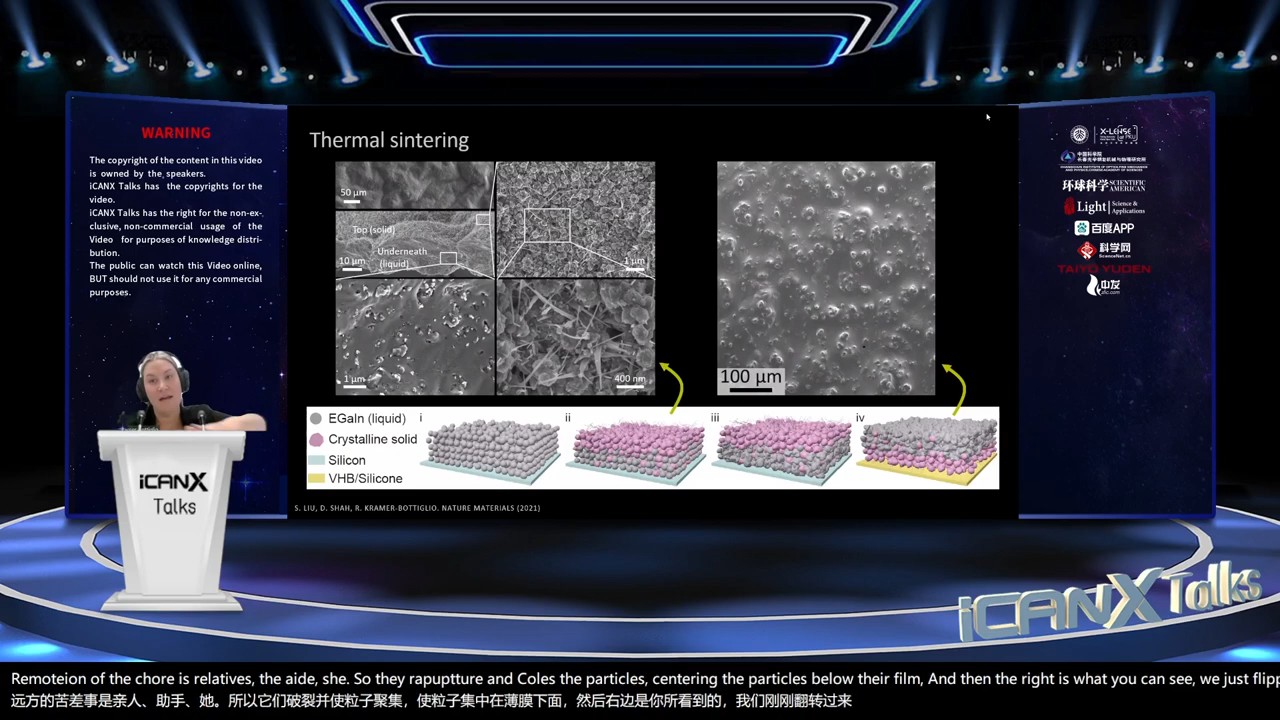 WARNING
The copyright of the content in this video
is owned by the speakers.
iCANX Talks has the copyrights for the
video.
iCANX Talks has the right for the non-ex-
clusive, non-commercial usage of the
Video for purposes of knowledge distri-
bution.
The public can watch this Video online,
BUT should not use it for any commercial
purposes.
Thermal sintering
50 µm
Top (solid)
Underneath
(liquid)
10 µm
1 µm
1 µm
400 nm
100 µm
EGaIn (liquid)
Crystalline solid
Silicon
VHB/Silicone
i
ii
iii
iv
S. LIU, D. SHAH, R. KRAMER-BOTTIGLIO. NATURE MATERIALS (2021)
X-LENSE
中国科学院
环球科学 SCIENTIFIC AMERICAN
Light Science & Applications
百度APP
科学网
ScienceNet.cn
TAIYO YUDEN
iCANX
Talks
iCANX Talks
Remoteion of the chore is relatives, the aide, she. So they rapuptture and Coles the particles, centering the particles below their film, And then the right is what you can see, we just flipp
远方的苦差事是亲人、助手、她。所以它们破裂并使粒子聚集，使粒子集中在薄膜下面，然后右边是你所看到的，我们刚刚翻转过来